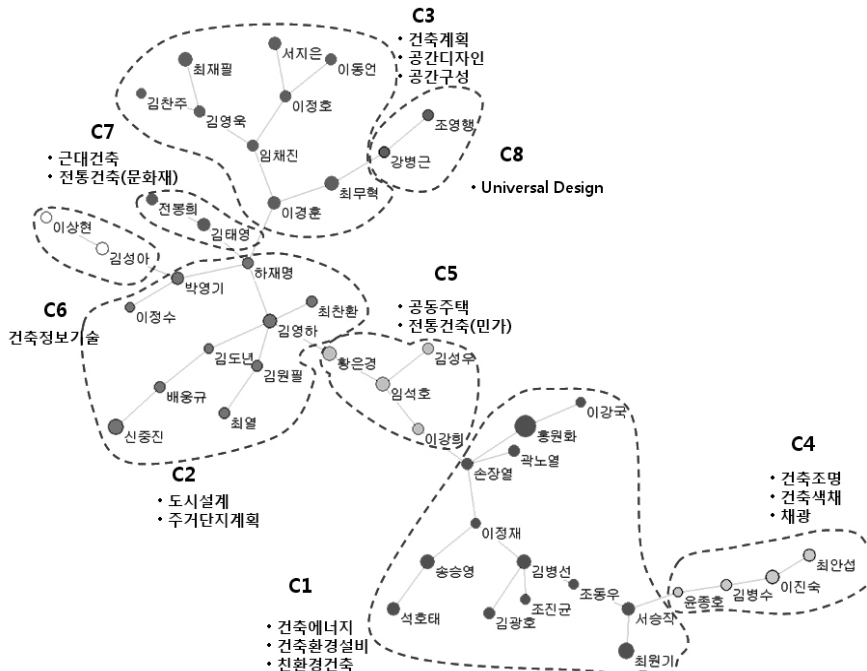 C3
• 건축계획
• 공간디자인
• 공간구성
서지은
최재필
이동언
김찬주
이정호
김영욱
조영행
임채진
강병근
C8
• Universal Design
최무혁
이경훈
C7
• 근대건축
• 전통건축(문화재)
전봉희
김태영
이상현
김성아
하재명
박영기
C6
건축정보기술
이정수
최찬환
김영하
김도년
김원필
배웅규
최열
신중진
C2
• 도시설계
• 주거단지계획
C5
• 공동주택
• 전통건축(민가)
황은경
김성우
임석호
이강희
이강국
홍원화
곽노열
손장열
이정재
송승영
김병선
석호태
김광호
조진균
조동우
서승직
최원기
C1
• 건축에너지
• 건축환경설비
• 친환경건축
C4
• 건축조명
• 건축색채
• 채광
최안섭
이진숙
김병수
윤종호